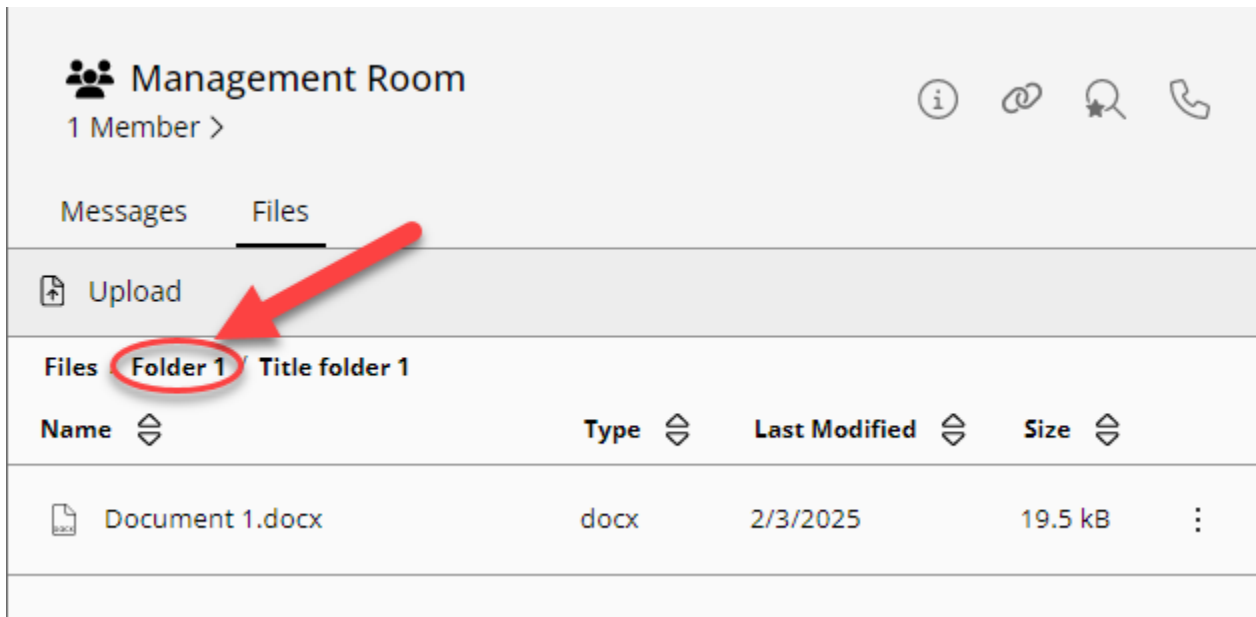 Management Room
1 Member >
Messages Files
Upload
Files / Folder 1 / Title folder 1
Name Type Last Modified Size
Document 1.docx docx 2/3/2025 19.5 kB